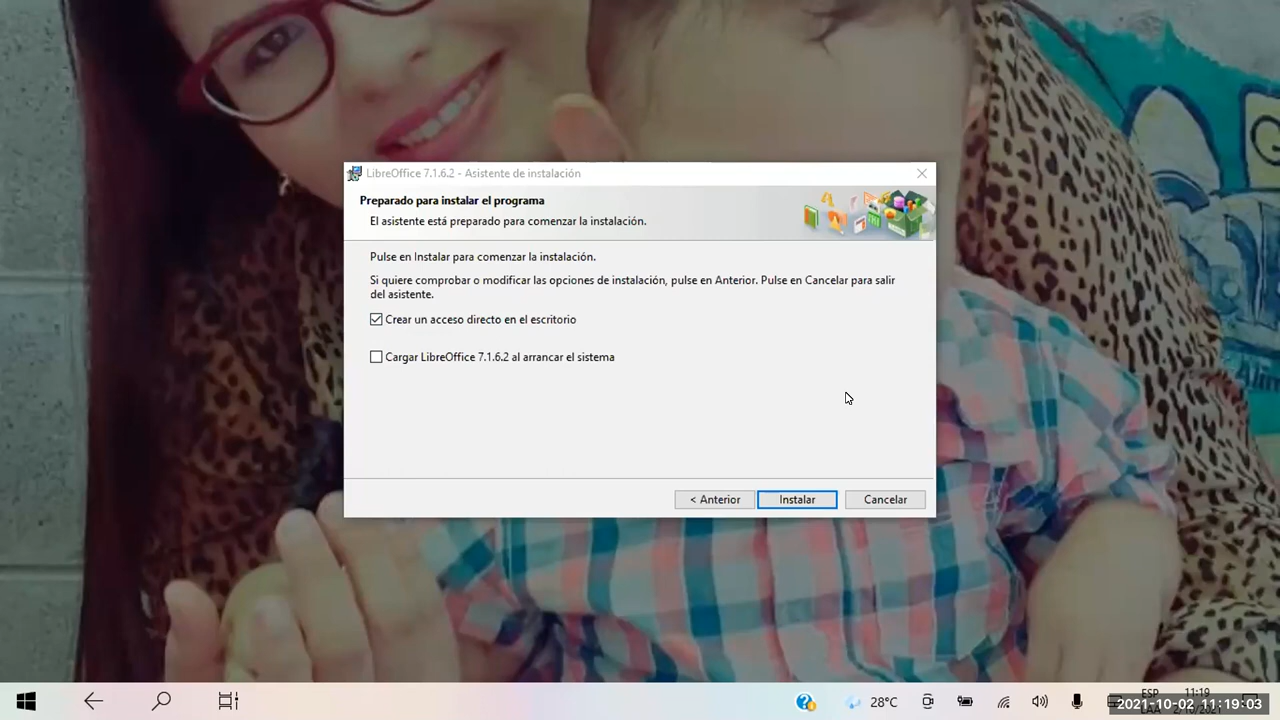 LibreOffice 7.1.6.2 - Asistente de instalación
Preparado para instalar el programa
El asistente está preparado para comenzar la instalación.
Pulse en Instalar para comenzar la instalación.
Si quiere comprobar o modificar las opciones de instalación, pulse en Anterior. Pulse en Cancelar para salir
del asistente.
Crear un acceso directo en el escritorio
Cargar LibreOffice 7.1.6.2 al arrancar el sistema
< Anterior
Instalar
Cancelar
28°C
ESP
11:19
2021-10-02 11:19:03